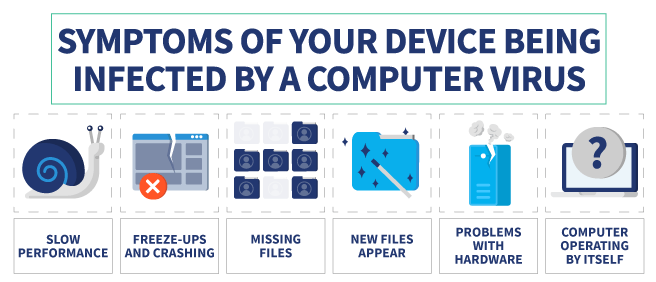 SYMPTOMS OF YOUR DEVICE BEING
INFECTED BY A COMPUTER VIRUS
?
SLOW
PERFORMANCE
FREEZE-UPS
AND CRASHING
MISSING
FILES
NEW FILES
APPEAR
PROBLEMS
WITH
HARDWARE
COMPUTER
OPERATING
BY ITSELF